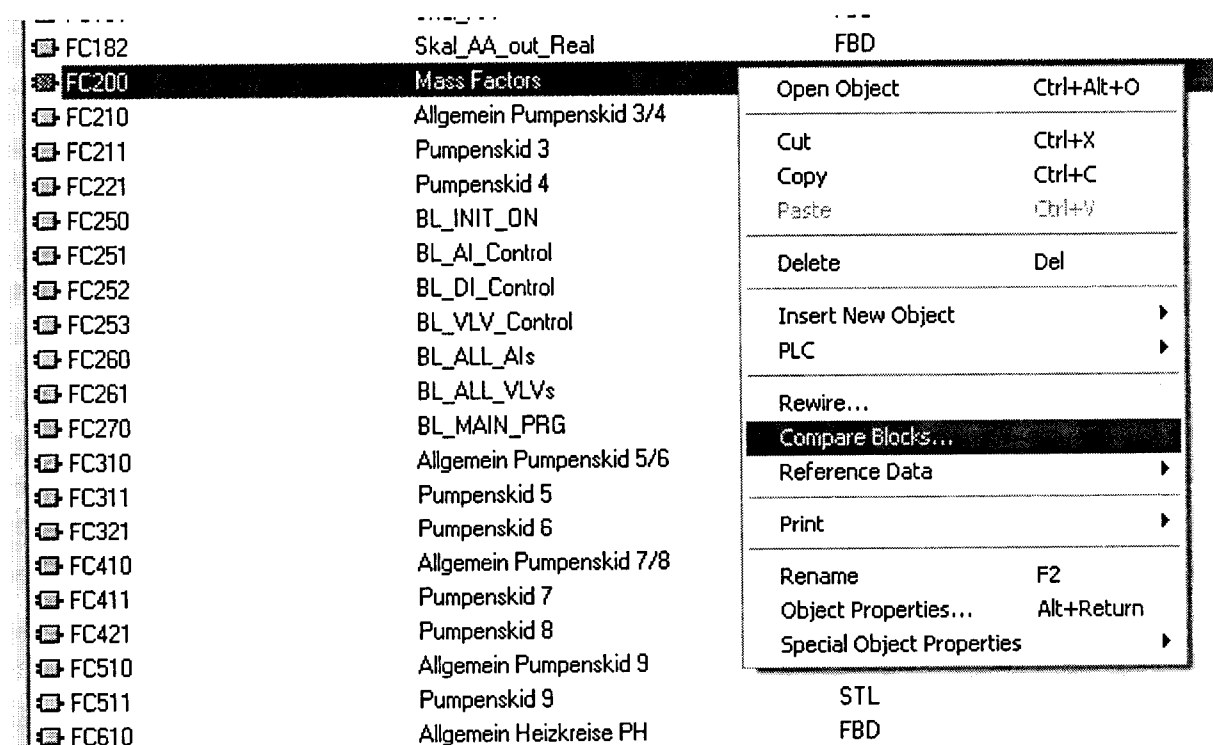 FC182 Skal_AA_out_Real FBD
FC200 Mass Factors
FC210 Allgemein Pumpenskid 3/4
FC211 Pumpenskid 3
FC221 Pumpenskid 4
FC250 BL_INIT_ON
FC251 BL_AI_Control
FC252 BL_DI_Control
FC253 BL_VLV_Control
FC260 BL_ALL_AIs
FC261 BL_ALL_VLVs
FC270 BL_MAIN_PRG
FC310 Allgemein Pumpenskid 5/6
FC311 Pumpenskid 5
FC321 Pumpenskid 6
FC410 Allgemein Pumpenskid 7/8
FC411 Pumpenskid 7
FC421 Pumpenskid 8
FC510 Allgemein Pumpenskid 9
FC511 Pumpenskid 9 STL
FC610 Allgemein Heizkreise PH FBD
Open Object Ctrl+Alt+O
Cut Ctrl+X
Copy Ctrl+C
Paste Ctrl+V
Delete Del
Insert New Object
PLC
Rewire...
Compare Blocks...
Reference Data
Print
Rename F2
Object Properties... Alt+Return
Special Object Properties